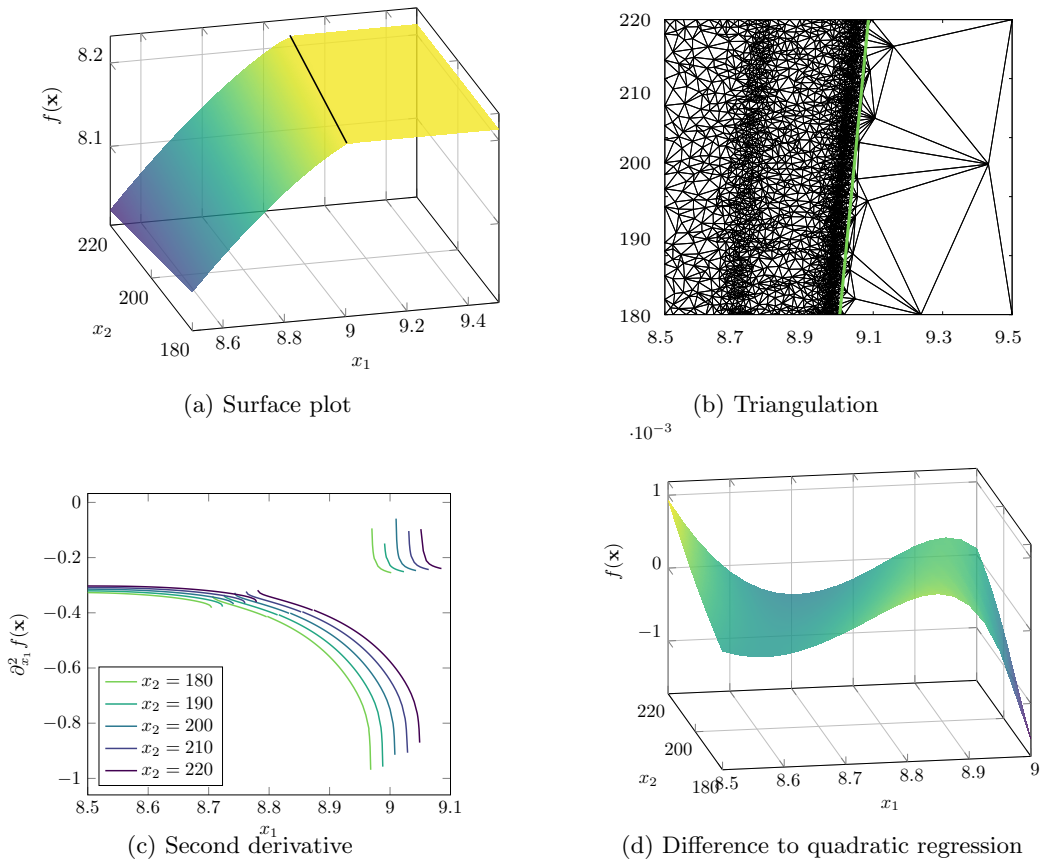 8.2
8.1
f(x)
220
200
180
x₂
8.6
8.8
9
9.2
9.4
x₁
(a) Surface plot
220
210
200
190
180
8.5
8.7
8.9
9.1
9.3
9.5
(b) Triangulation
0
−0.2
−0.4
−0.6
−0.8
−1
∂²ₓ₁ f(x)
x₂ = 180
x₂ = 190
x₂ = 200
x₂ = 210
x₂ = 220
8.5
8.6
8.7
8.8
8.9
9
9.1
x₁
(c) Second derivative
·10⁻³
1
0
−1
f(x)
220
200
180
x₂
8.5
8.6
8.7
8.8
8.9
9
x₁
(d) Difference to quadratic regression